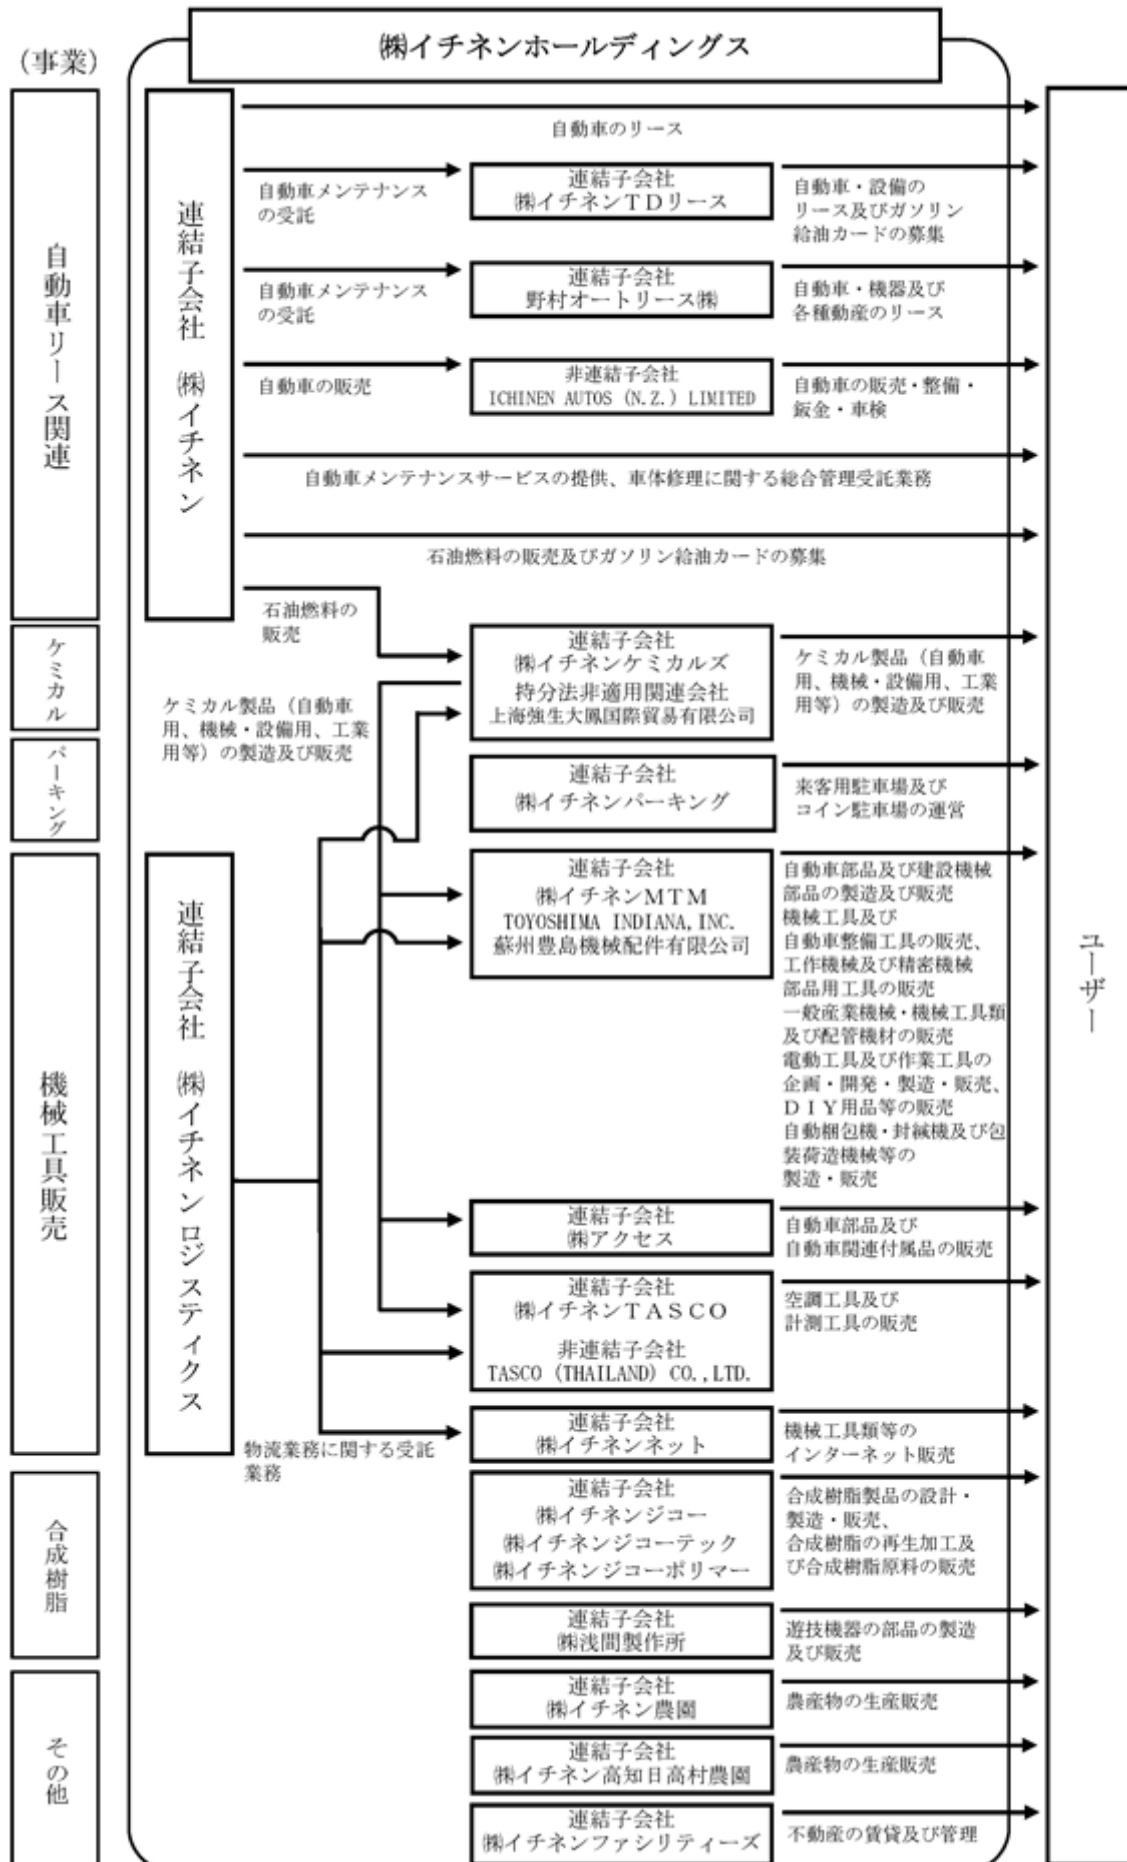 ㈱イチネンホールディングス
(事業)
自動車リース関連
連結子会社 ㈱イチネン
自動車のリース
自動車メンテナンス
の受託
連結子会社
㈱イチネンTDリース
自動車・設備の
リース及びガソリン
給油カードの募集
自動車メンテナンス
の受託
連結子会社
野村オートリース㈱
自動車・機器及び
各種動産のリース
自動車の販売
非連結子会社
ICHINEN AUTOS (N.Z.) LIMITED
自動車の販売・整備・
鈑金・車検
自動車メンテナンスサービスの提供、車体修理に関する総合管理受託業務
石油燃料の販売及びガソリン給油カードの募集
石油燃料の
販売
ケミカル
連結子会社
㈱イチネンケミカルズ
持分法非適用関連会社
上海強生大鳳国際貿易有限公司
ケミカル製品（自動車
用、機械・設備用、工業
用等）の製造及び販売
ケミカル製品（自動車
用、機械・設備用、工業
用等）の製造及び販売
パーキング
連結子会社
㈱イチネンパーキング
来客用駐車場及び
コイン駐車場の運営
機械工具販売
連結子会社 ㈱イチネンロジスティクス
連結子会社
㈱イチネンMTM
TOYOSHIMA INDIANA, INC.
蘇州豊島機械配件有限公司
自動車部品及び建設機械
部品の製造及び販売
機械工具及び
自動車整備工具の販売、
工作機械及び精密機械
部品用工具の販売
一般産業機械・機械工具類
及び配管機材の販売
電動工具及び作業工具の
企画・開発・製造・販売、
DIY用品等の販売
自動梱包機・封緘機及び包
装荷造機械等の
製造・販売
連結子会社
㈱アクセス
自動車部品及び
自動車関連付属品の販売
連結子会社
㈱イチネンTASCO
非連結子会社
TASCO (THAILAND) CO.,LTD.
空調工具及び
計測工具の販売
連結子会社
㈱イチネンネット
機械工具類等の
インターネット販売
物流業務に関する受託
業務
合成樹脂
連結子会社
㈱イチネンジコー
㈱イチネンジコーテック
㈱イチネンジコーポリマー
合成樹脂製品の設計・
製造・販売、
合成樹脂の再生加工及
び合成樹脂原料の販売
連結子会社
㈱浅間製作所
遊技機器の部品の製造
及び販売
その他
連結子会社
㈱イチネン農園
農産物の生産販売
連結子会社
㈱イチネン高知日高村農園
農産物の生産販売
連結子会社
㈱イチネンファシリティーズ
不動産の賃貸及び管理
ユーザー